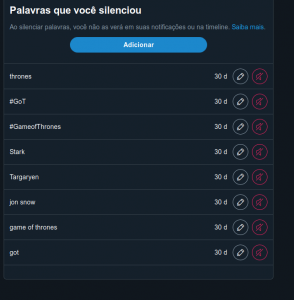 Palavras que você silenciou
Ao silenciar palavras, você não as verá em suas notificações ou na timeline. Saiba mais.
Adicionar
thrones 30 d
#GoT 30 d
#GameofThrones 30 d
Stark 30 d
Targaryen 30 d
jon snow 30 d
game of thrones 30 d
got 30 d